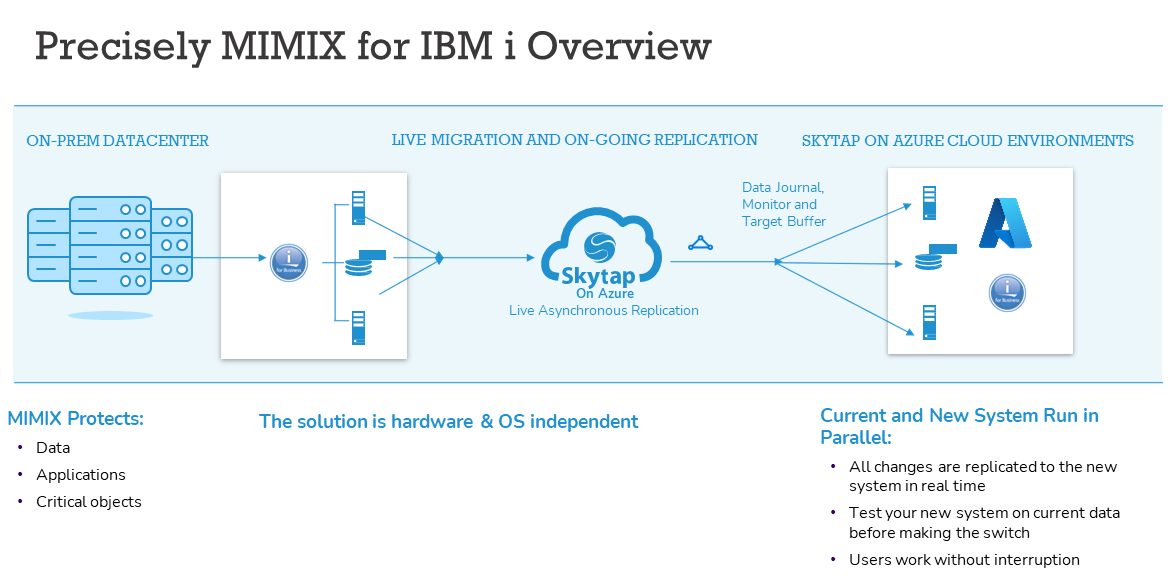 Precisely MIMIX for IBM i Overview
ON-PREM DATACENTER
LIVE MIGRATION AND ON-GOING REPLICATION
SKYTAP ON AZURE CLOUD ENVIRONMENTS
i
for Business
Skytap
On Azure
Live Asynchronous Replication
Data Journal,
Monitor and
Target Buffer
i
for Business
MIMIX Protects:
• Data
• Applications
• Critical objects
The solution is hardware & OS independent
Current and New System Run in
Parallel:
• All changes are replicated to the new
system in real time
• Test your new system on current data
before making the switch
• Users work without interruption